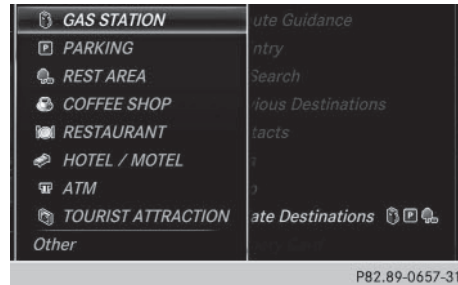 GAS STATION
ute Guidance
P PARKING
ntry
REST AREA
Search
COFFEE SHOP
ious Destinations
RESTAURANT
tacts
HOTEL / MOTEL
ATM
TOURIST ATTRACTION
ate Destinations P
Other
P82.89-0657-31